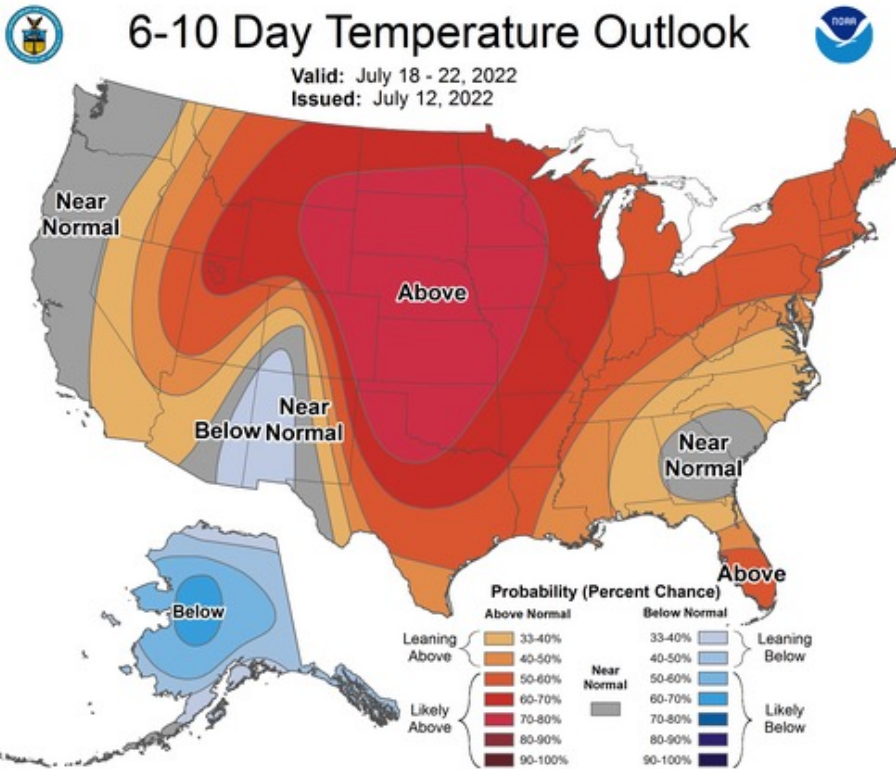 6-10 Day Temperature Outlook
NOAA
Valid: July 18 - 22, 2022
Issued: July 12, 2022
Near
Normal
Above
Below
Near
Normal
Near
Normal
Above
Below
Probability (Percent Chance)
Above Normal
Below Normal
Leaning
Above
33-40%
40-50%
Likely
Above
50-60%
60-70%
70-80%
80-90%
90-100%
Near
Normal
33-40%
40-50%
Leaning
Below
50-60%
60-70%
70-80%
80-90%
90-100%
Likely
Below